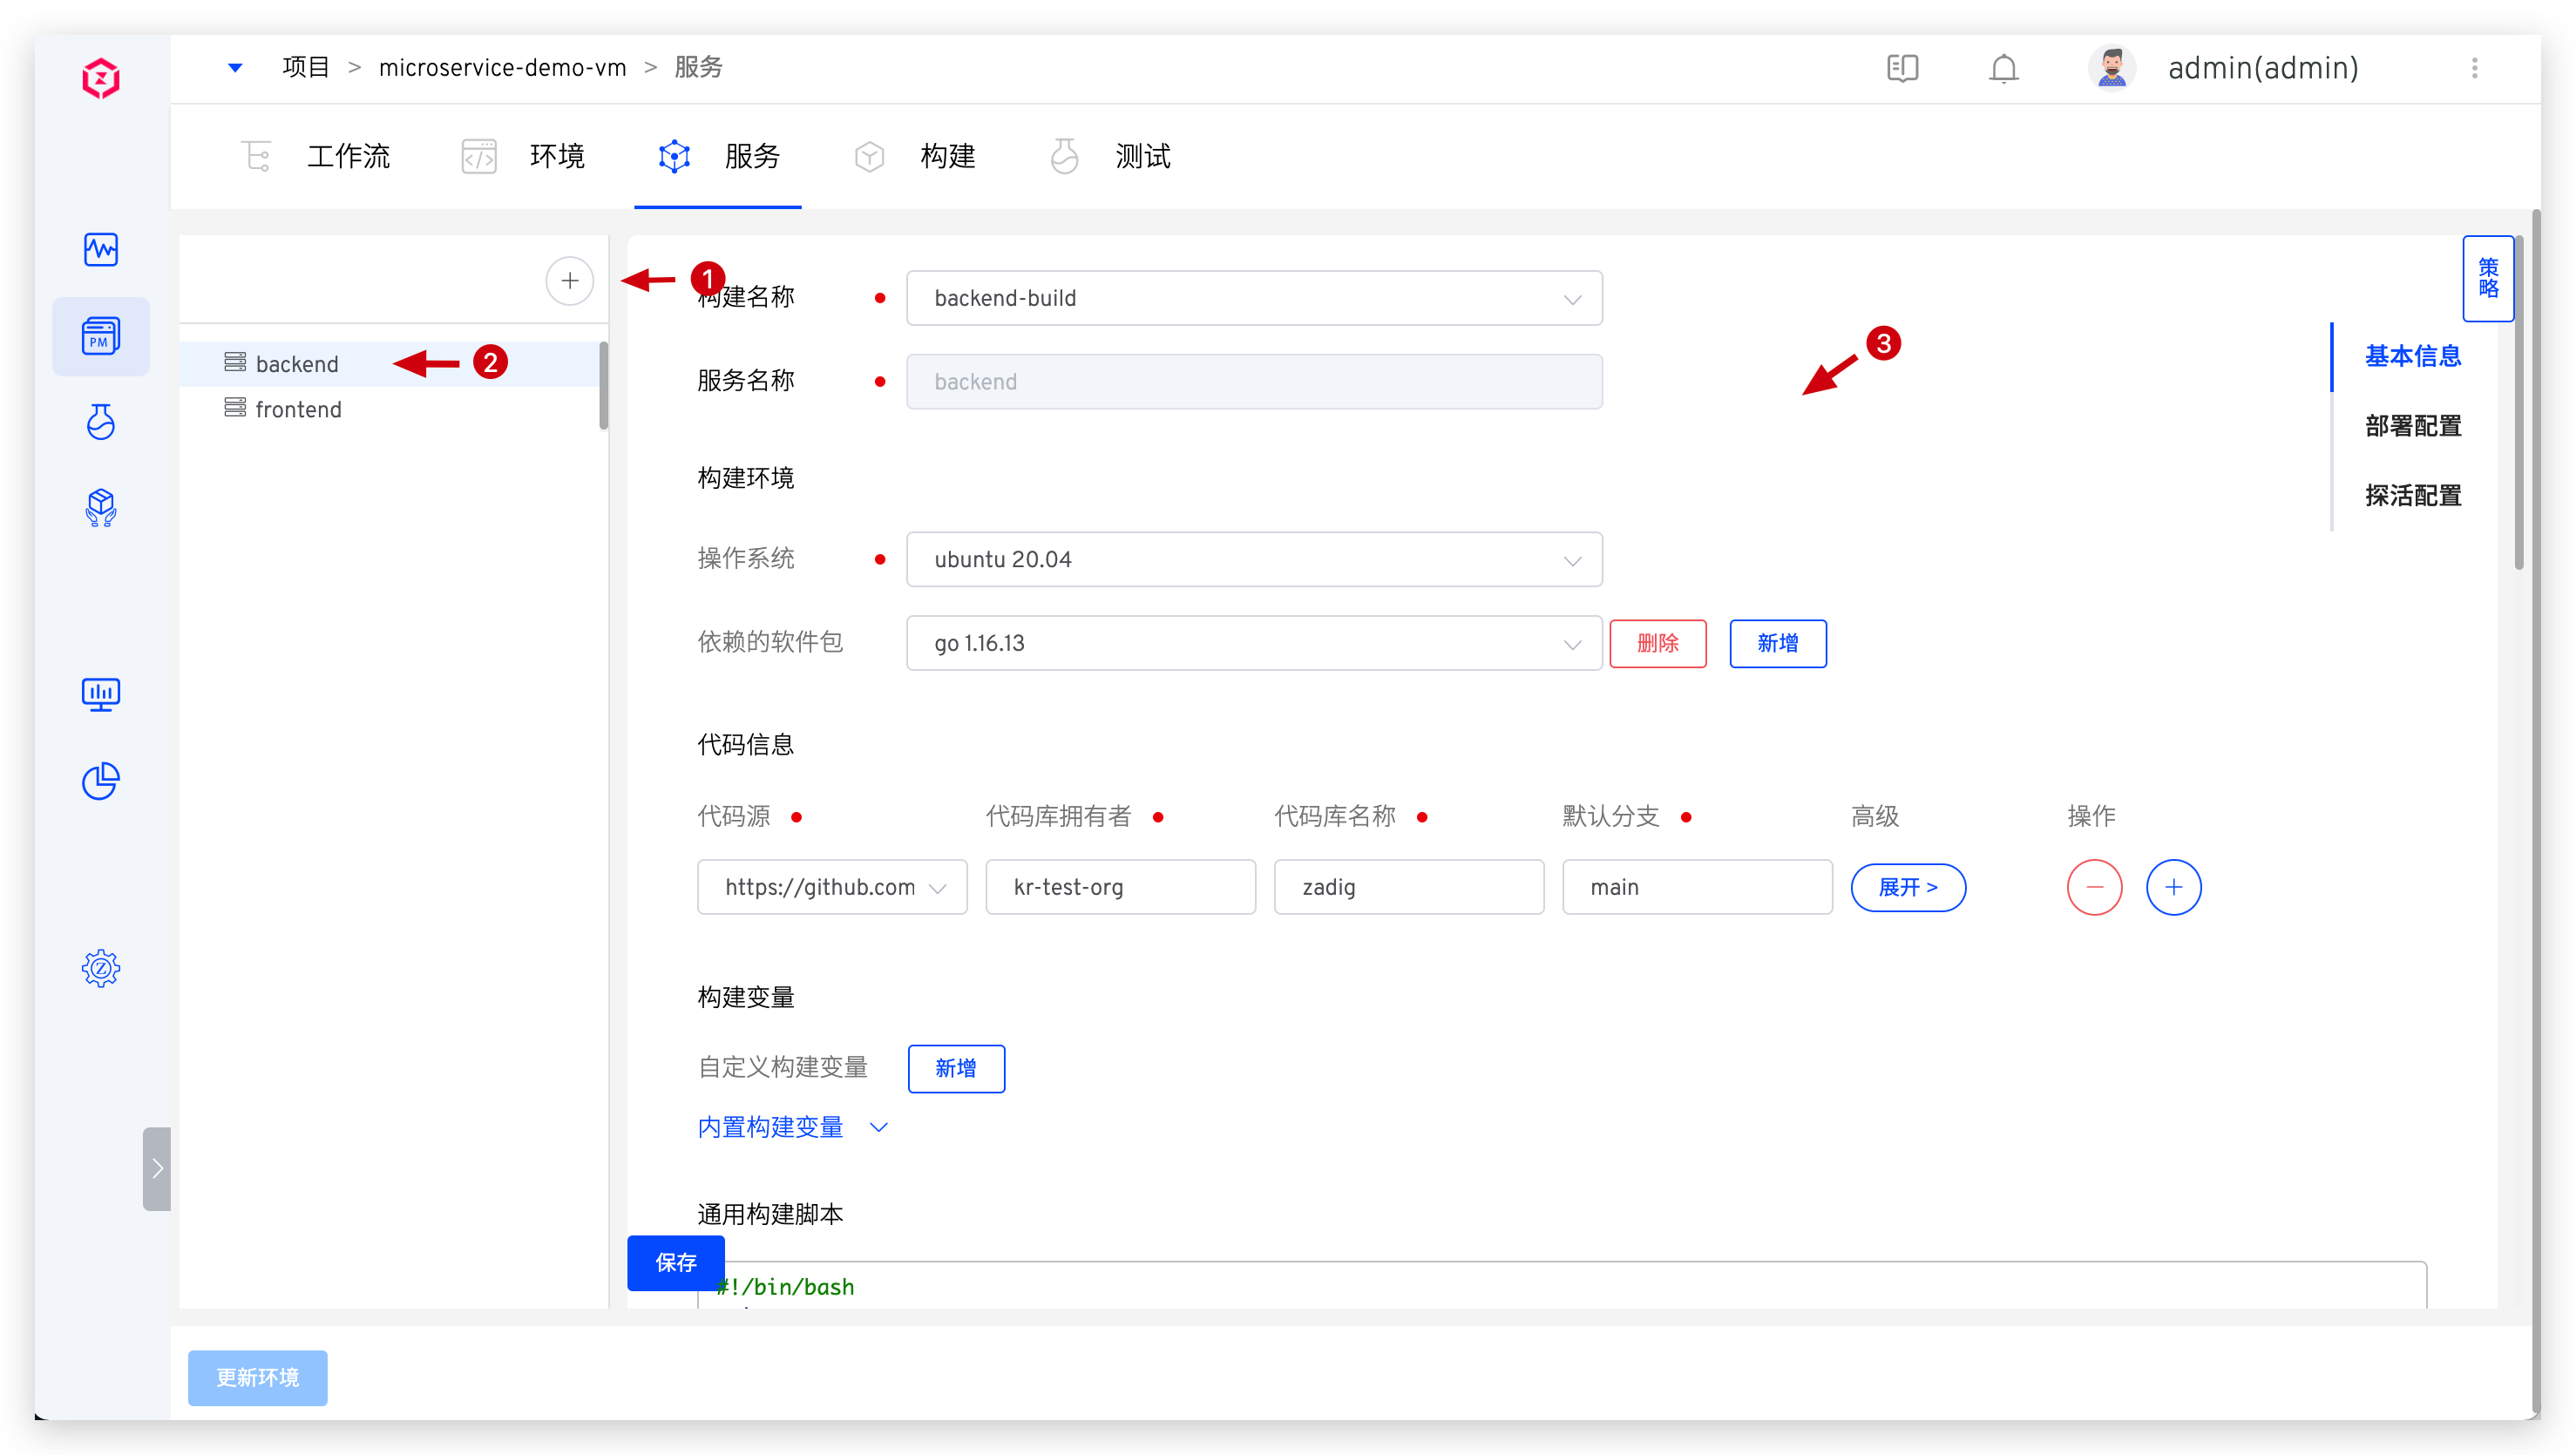 项目 > microservice-demo-vm > 服务
admin(admin)
工作流 环境 服务 构建 测试
PM
1
2
3
backend
frontend
构建名称 backend-build
服务名称 backend
构建环境
操作系统 ubuntu 20.04
依赖的软件包 go 1.16.13 删除 新增
代码信息
代码源 代码库拥有者 代码库名称 默认分支 高级 操作
https://github.com kr-test-org zadig main 展开 >
构建变量
自定义构建变量 新增
内置构建变量
通用构建脚本
保存
#!/bin/bash
策略
基本信息
部署配置
探活配置
更新环境